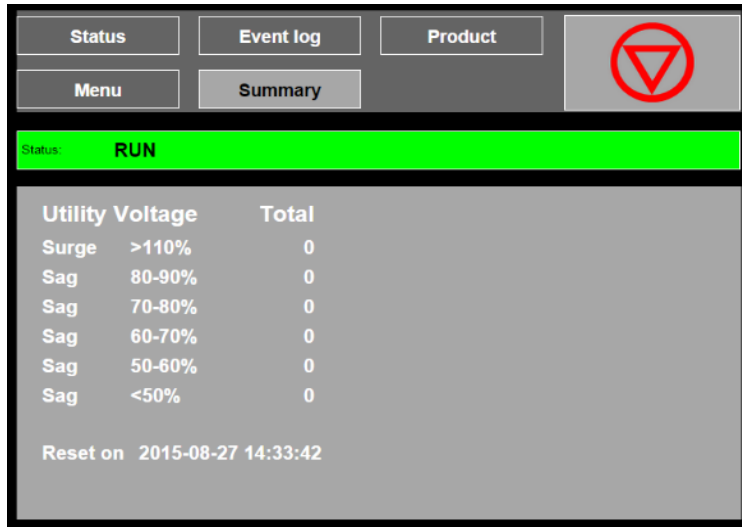 Status Event log Product
Menu Summary
Status: RUN
Utility Voltage Total
Surge >110% 0
Sag 80-90% 0
Sag 70-80% 0
Sag 60-70% 0
Sag 50-60% 0
Sag <50% 0
Reset on 2015-08-27 14:33:42